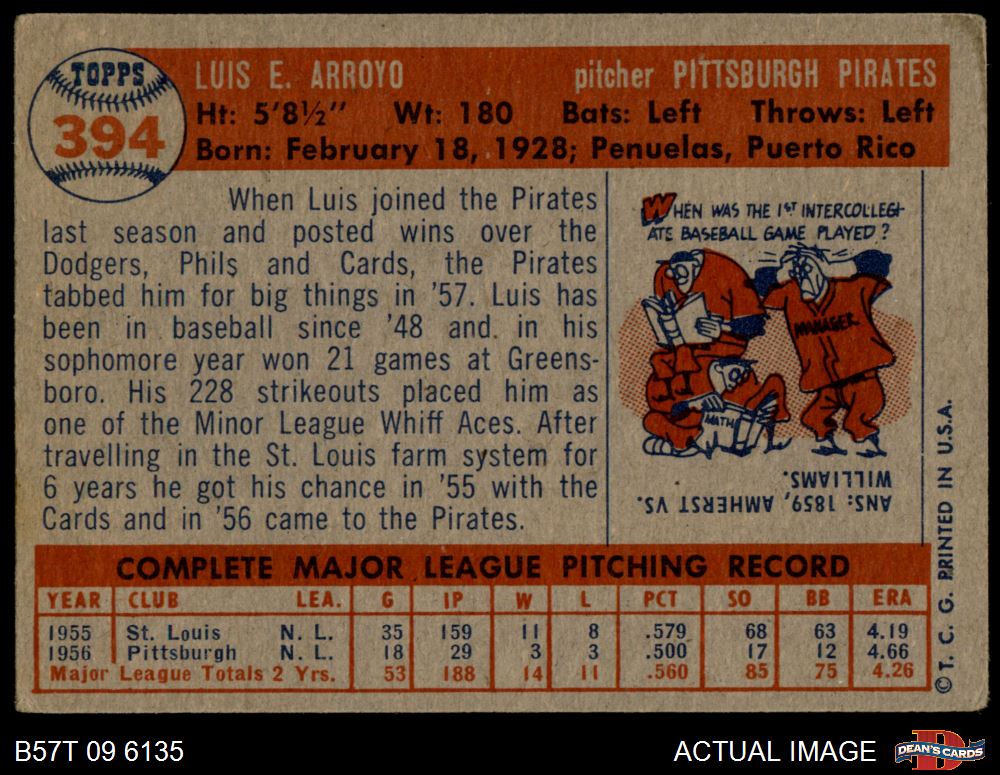 TOPPS
394
LUIS E. ARROYO pitcher PITTSBURGH PIRATES
Ht: 5'8½" Wt: 180 Bats: Left Throws: Left
Born: February 18, 1928; Penuelas, Puerto Rico
When Luis joined the Pirates
last season and posted wins over the
Dodgers, Phils and Cards, the Pirates
tabbed him for big things in '57. Luis has
been in baseball since '48 and in his
sophomore year won 21 games at Greens-
boro. His 228 strikeouts placed him as
one of the Minor League Whiff Aces. After
travelling in the St. Louis farm system for
6 years he got his chance in '55 with the
Cards and in '56 came to the Pirates.
WHEN WAS THE 1ST INTERCOLLEGI-
ATE BASEBALL GAME PLAYED?
MANAGER
MATH
ANS: 1859, AMHERST VS.
WILLIAMS.
COMPLETE MAJOR LEAGUE PITCHING RECORD
YEAR CLUB LEA. G IP W L PCT SO BB ERA
1955 St. Louis N. L. 35 159 11 8 .579 68 63 4.19
1956 Pittsburgh N. L. 18 29 3 3 .500 17 12 4.66
Major League Totals 2 Yrs. 53 188 14 11 .560 85 75 4.26
© T. C. G. PRINTED IN U.S.A.
B57T 09 6135
ACTUAL IMAGE
D
DEAN'S CARDS